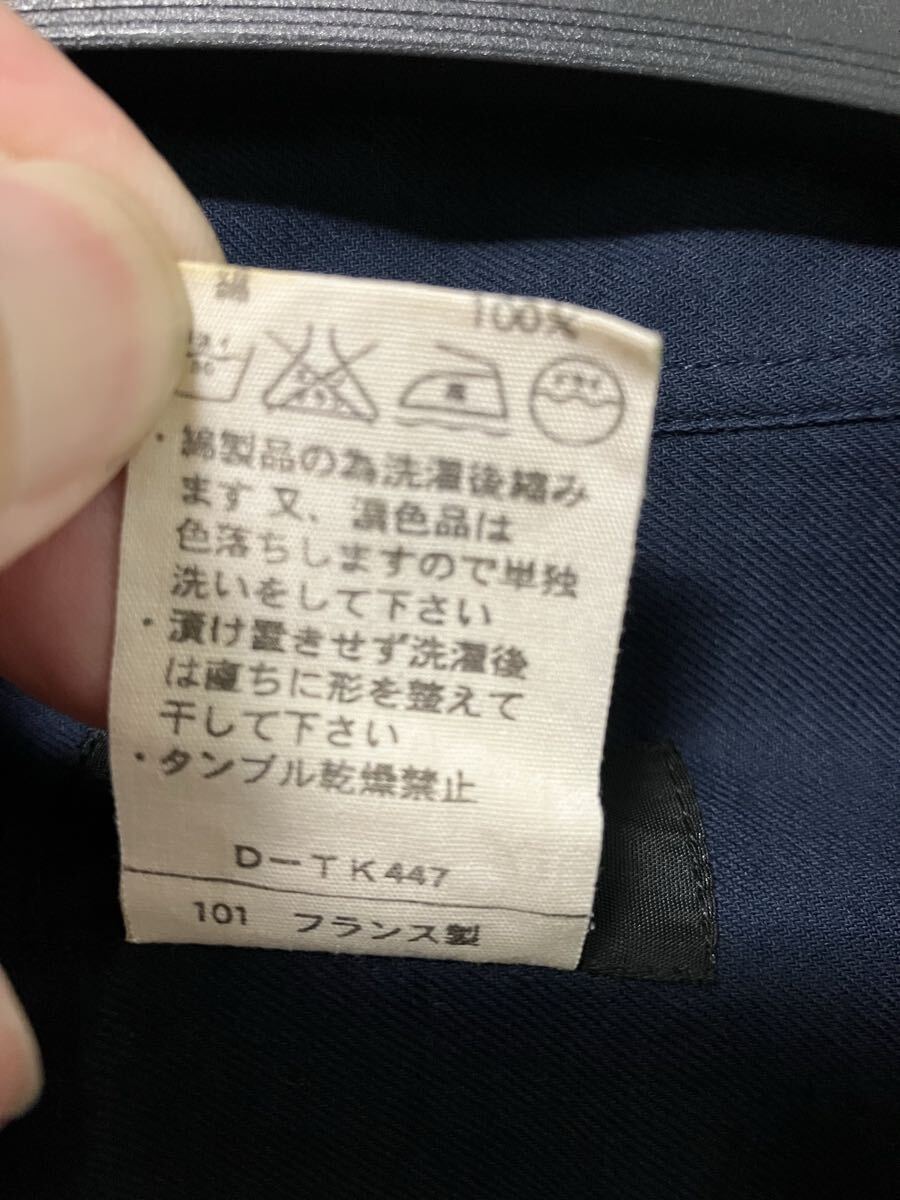 綿 100%
高
ドライ
・綿製品の為洗濯後縮み
ます又、濃色品は
色落ちしますので単独
洗いをして下さい
・漬け置きせず洗濯後
は直ちに形を整えて
干して下さい
・タンブル乾燥禁止
D-TK447
101 フランス製